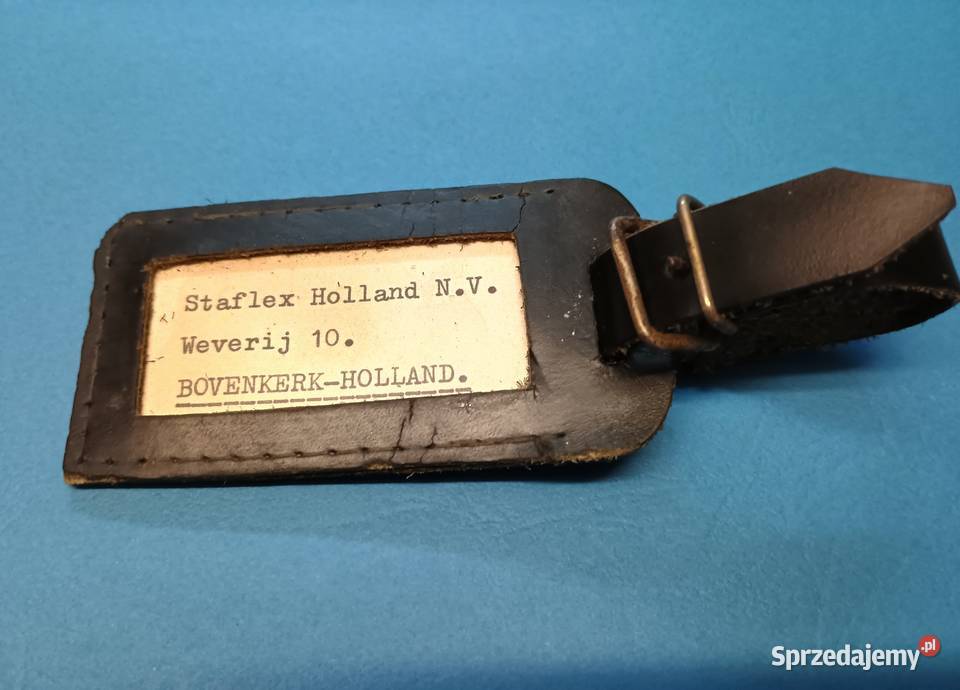 Staflex Holland N.V.
Weverij 10.
BOVENKERK-HOLLAND.
Sprzedajemy.pl